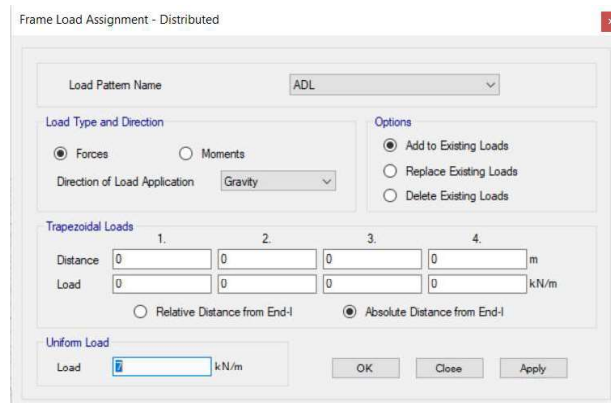 Frame Load Assignment - Distributed
x
Load Pattern Name ADL
Load Type and Direction
Forces Moments
Direction of Load Application Gravity
Options
Add to Existing Loads
Replace Existing Loads
Delete Existing Loads
Trapezoidal Loads
1. 2. 3. 4.
Distance 0 0 0 0 m
Load 0 0 0 0 kN/m
Relative Distance from End-I Absolute Distance from End-I
Uniform Load
Load 7 kN/m
OK Close Apply